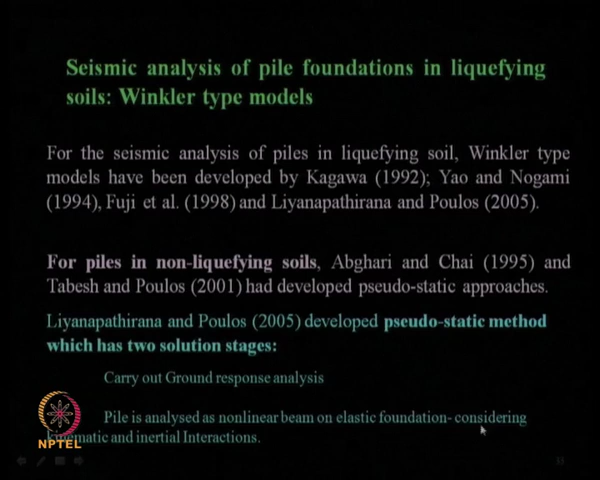 Seismic analysis of pile foundations in liquefying
soils: Winkler type models
For the seismic analysis of piles in liquefying soil, Winkler type
models have been developed by Kagawa (1992); Yao and Nogami
(1994), Fuji et al. (1998) and Liyanapathirana and Poulos (2005).
For piles in non-liquefying soils, Abghari and Chai (1995) and
Tabesh and Poulos (2001) had developed pseudo-static approaches.
Liyanapathirana and Poulos (2005) developed pseudo-static method
which has two solution stages:
Carry out Ground response analysis
Pile is analysed as nonlinear beam on elastic foundation- considering
kinematic and inertial Interactions.
NPTEL